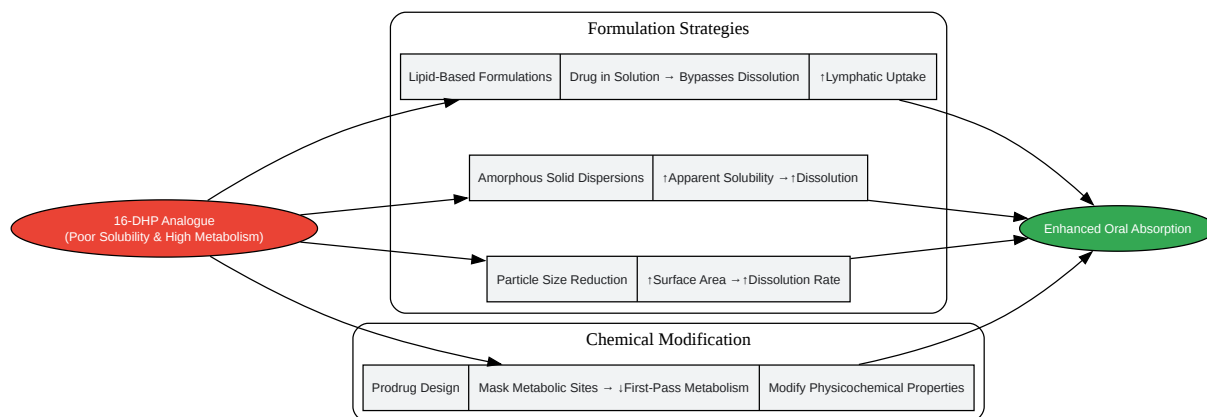 Formulation Strategies
Lipid-Based Formulations
Drug in Solution → Bypasses Dissolution
↑Lymphatic Uptake
Amorphous Solid Dispersions
↑Apparent Solubility →↑Dissolution
16-DHP Analogue
(Poor Solubility & High Metabolism)
Enhanced Oral Absorption
Particle Size Reduction
↑Surface Area →↑Dissolution Rate
Chemical Modification
Prodrug Design
Mask Metabolic Sites → ↓First-Pass Metabolism
Modify Physicochemical Properties